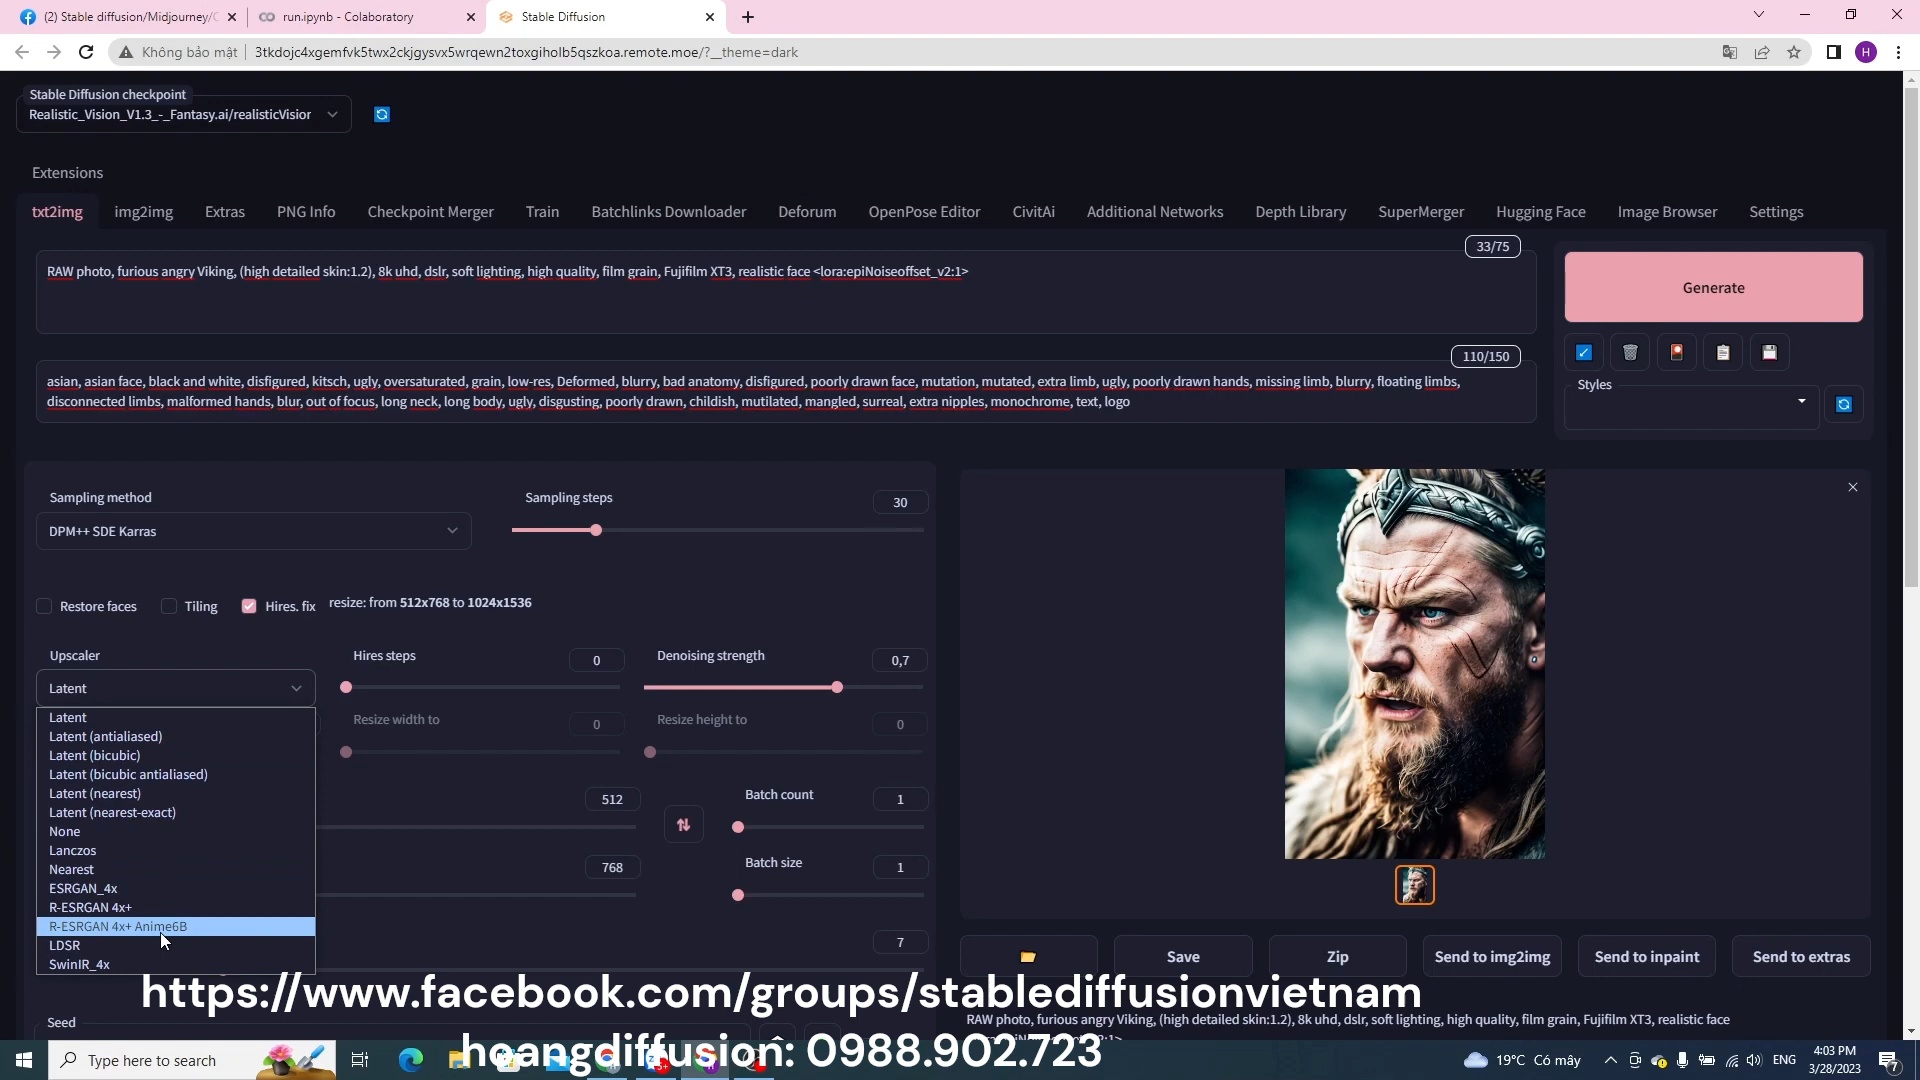 (2) Stable diffusion/Midjourney/C
run.ipynb - Colaboratory
Stable Diffusion
Không bảo mật
3tkdojc4xgemfvk5twx2ckjgysvx5wrqewn2toxgiholb5qszkoa.remote.moe/?__theme=dark
H
Stable Diffusion checkpoint
Realistic_Vision_V1.3_-_Fantasy.ai/realisticVisior
Extensions
txt2img img2img Extras PNG Info Checkpoint Merger Train Batchlinks Downloader Deforum OpenPose Editor CivitAi Additional Networks Depth Library SuperMerger Hugging Face Image Browser Settings
33/75
RAW photo, furious angry Viking, (high detailed skin:1.2), 8k uhd, dslr, soft lighting, high quality, film grain, Fujifilm XT3, realistic face <lora:epiNoiseoffset_v2:1>
Generate
110/150
asian, asian face, black and white, disfigured, kitsch, ugly, oversaturated, grain, low-res, Deformed, blurry, bad anatomy, disfigured, poorly drawn face, mutation, mutated, extra limb, ugly, poorly drawn hands, missing limb, blurry, floating limbs,
disconnected limbs, malformed hands, blur, out of focus, long neck, long body, ugly, disgusting, poorly drawn, childish, mutilated, mangled, surreal, extra nipples, monochrome, text, logo
Styles
Sampling method
DPM++ SDE Karras
Sampling steps
30
Restore faces
Tiling
Hires. fix
resize: from 512x768 to 1024x1536
Upscaler
Latent
Hires steps
0
Denoising strength
0,7
Resize width to
0
Resize height to
0
Latent
Latent (antialiased)
Latent (bicubic)
Latent (bicubic antialiased)
Latent (nearest)
Latent (nearest-exact)
None
Lanczos
Nearest
ESRGAN_4x
R-ESRGAN 4x+
R-ESRGAN 4x+ Anime6B
LDSR
SwinIR_4x
512
Batch count
1
768
Batch size
1
7
Save
Zip
Send to img2img
Send to inpaint
Send to extras
https://www.facebook.com/groups/stablediffusionvietnam
Seed
RAW photo, furious angry Viking, (high detailed skin:1.2), 8k uhd, dslr, soft lighting, high quality, film grain, Fujifilm XT3, realistic face
hoangdiffusion: 0988.902.723
Type here to search
19°C Có mây
ENG
4:03 PM
3/28/2023
7